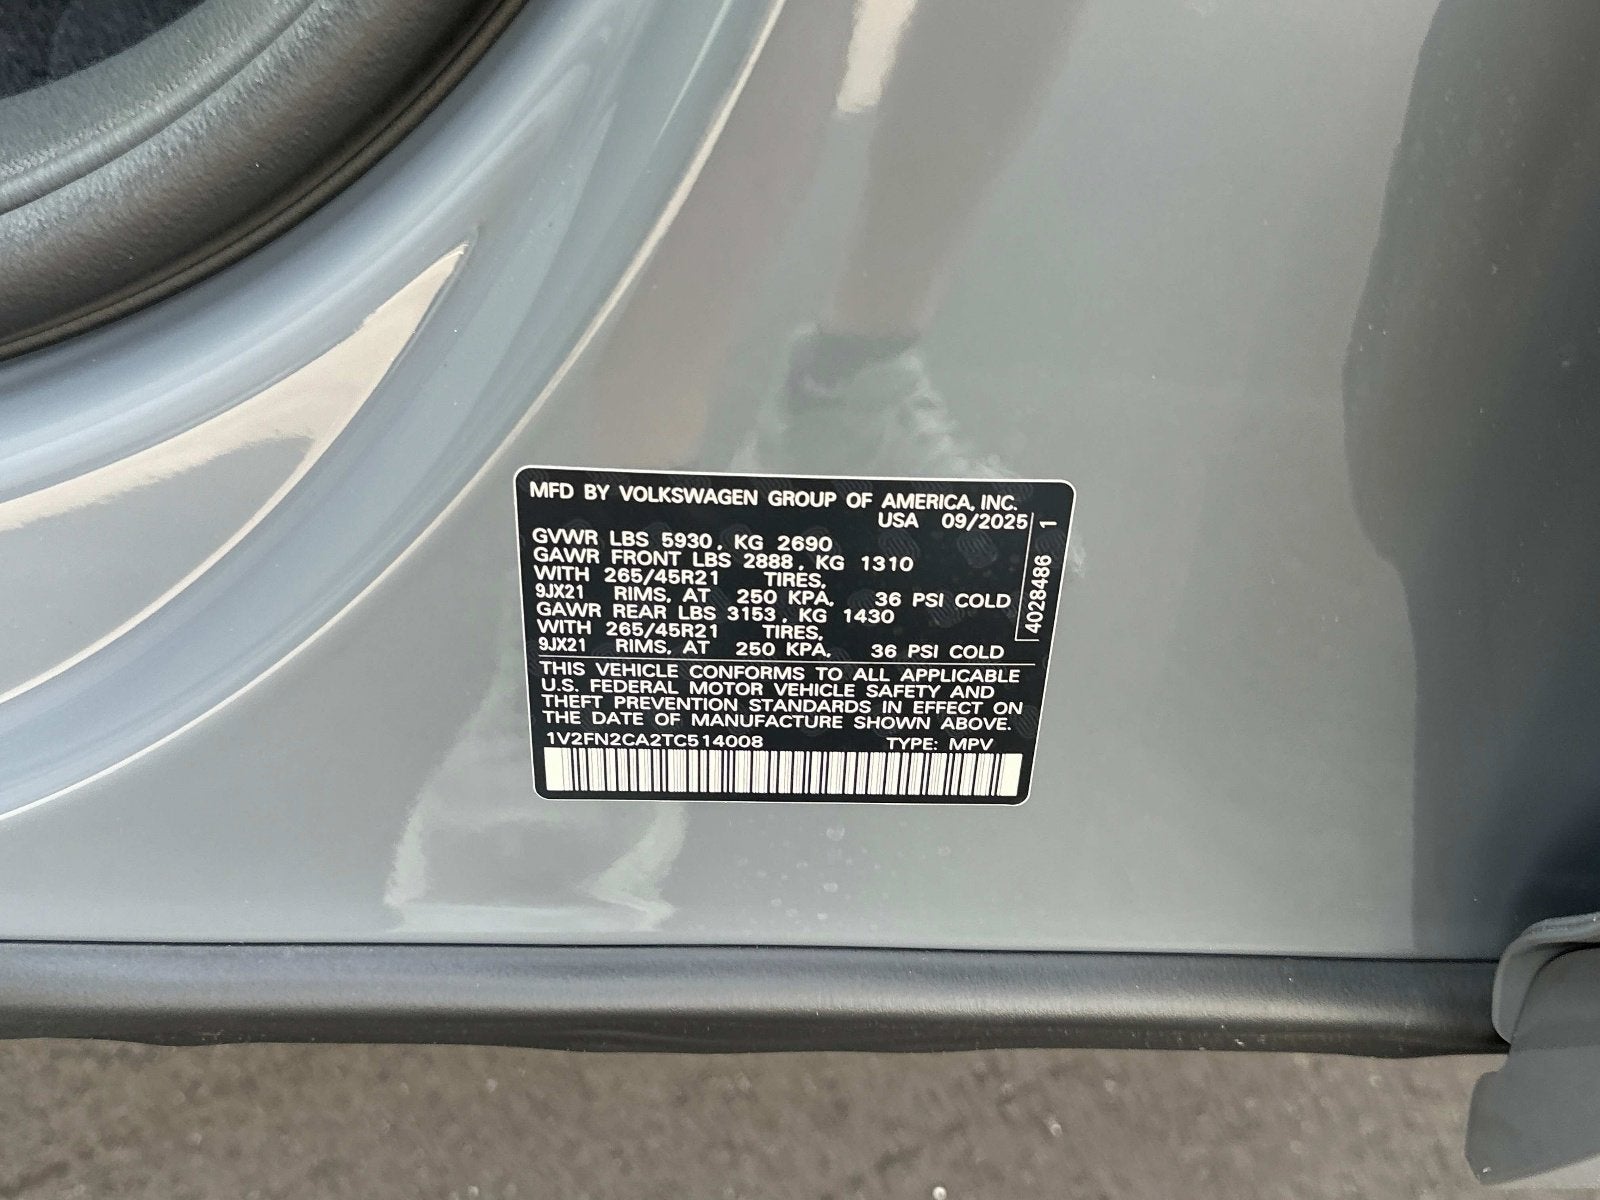 MFD BY VOLKSWAGEN GROUP OF AMERICA, INC.
USA 09/2025
GVWR LBS 5930, KG 2690
GAWR FRONT LBS 2888, KG 1310
WITH 265/45R21 TIRES,
9JX21 RIMS, AT 250 KPA, 36 PSI COLD
GAWR REAR LBS 3153, KG 1430
WITH 265/45R21 TIRES,
9JX21 RIMS, AT 250 KPA, 36 PSI COLD
4028486 1
THIS VEHICLE CONFORMS TO ALL APPLICABLE
U.S. FEDERAL MOTOR VEHICLE SAFETY AND
THEFT PREVENTION STANDARDS IN EFFECT ON
THE DATE OF MANUFACTURE SHOWN ABOVE.
1V2FN2CA2TC514008 TYPE: MPV